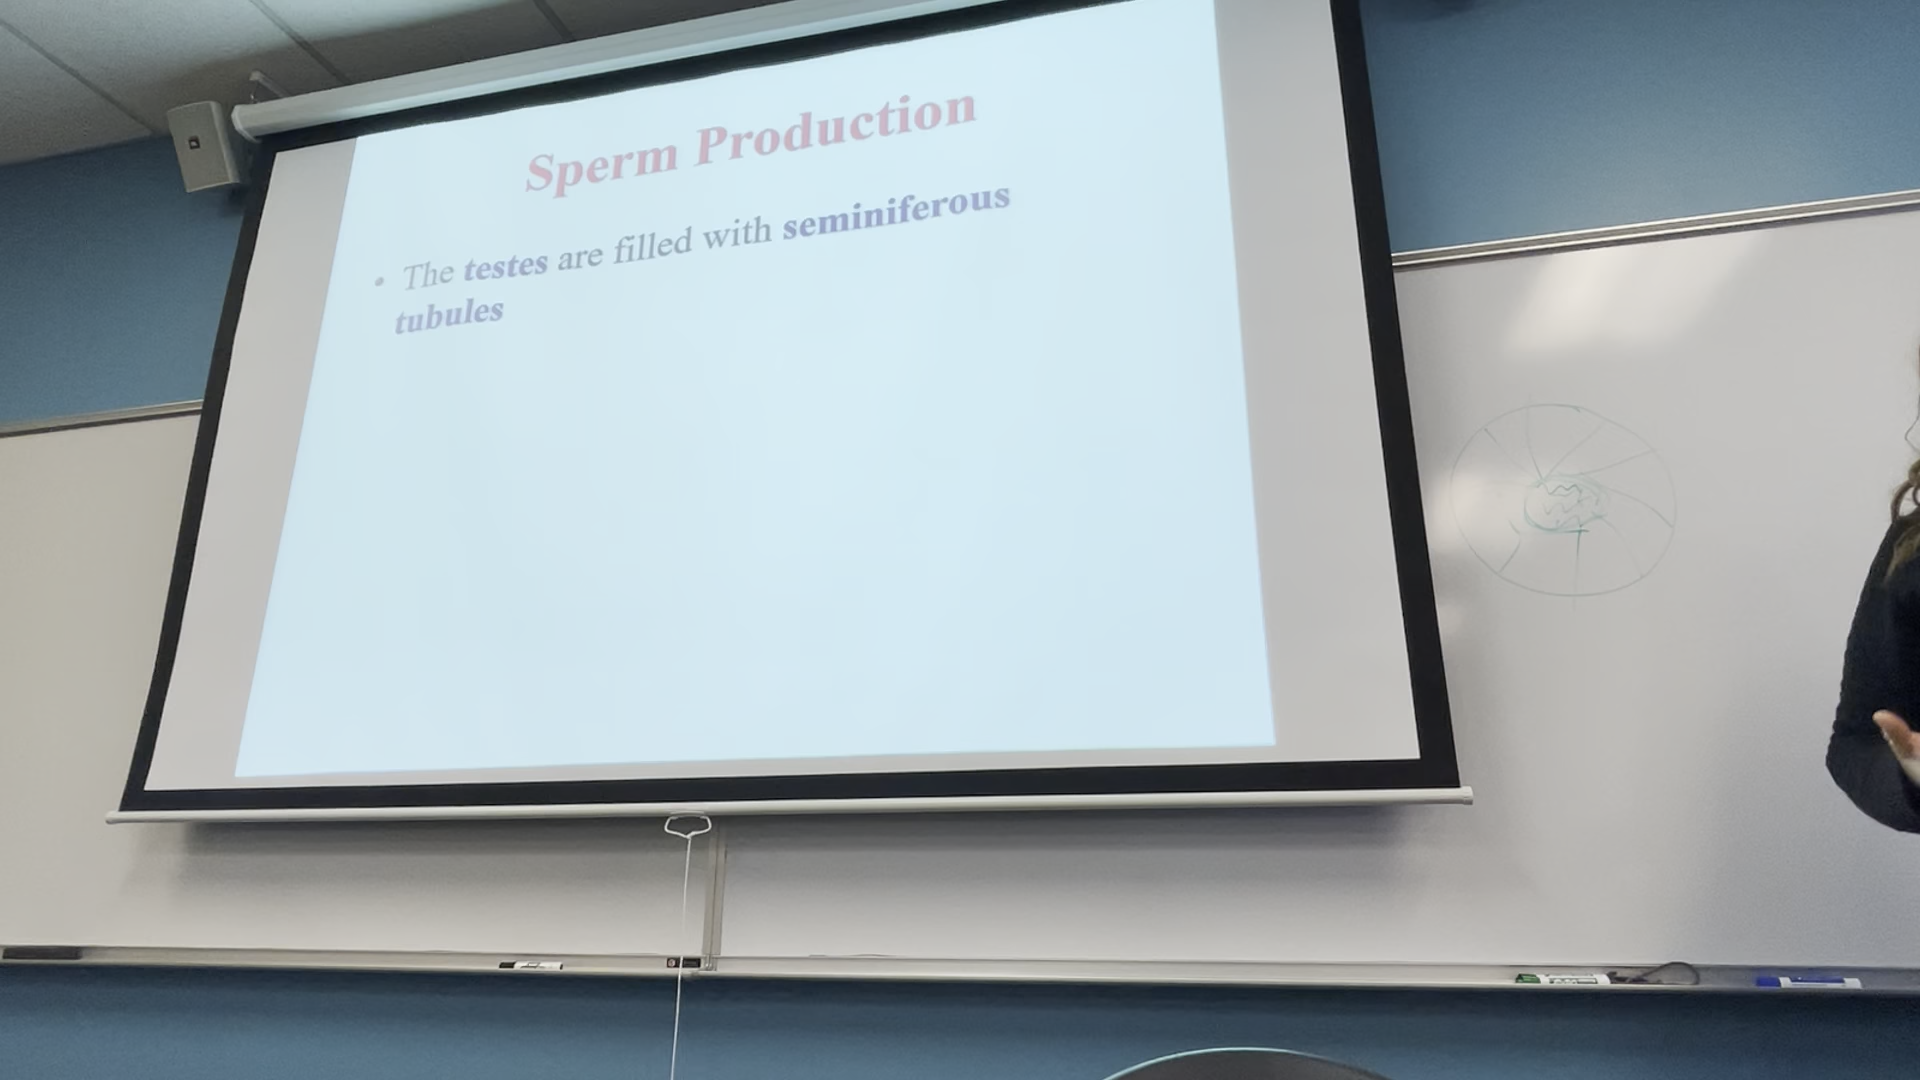 Sperm Production
• The testes are filled with seminiferous
tubules